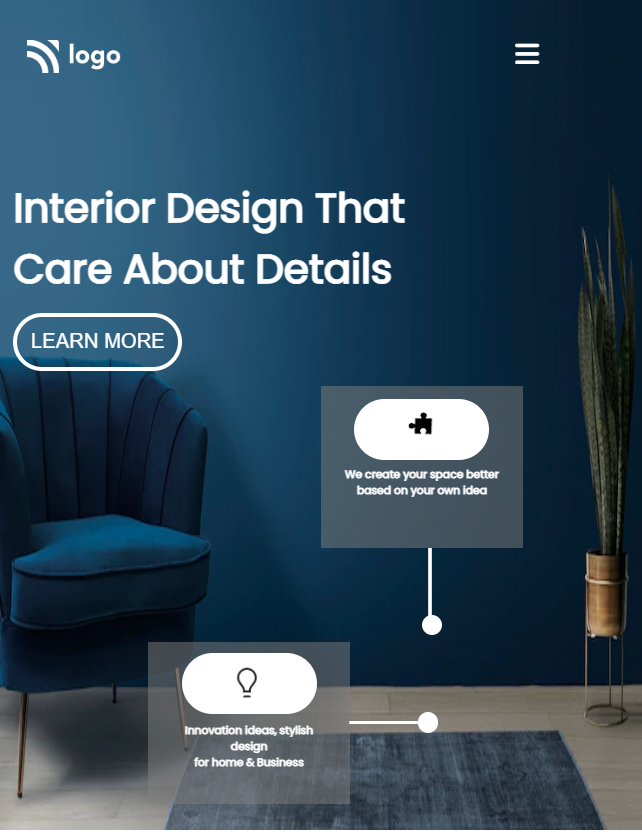 logo
Interior Design That
Care About Details
LEARN MORE
We create your space better
based on your own idea
Innovation ideas, stylish
design
for home & Business